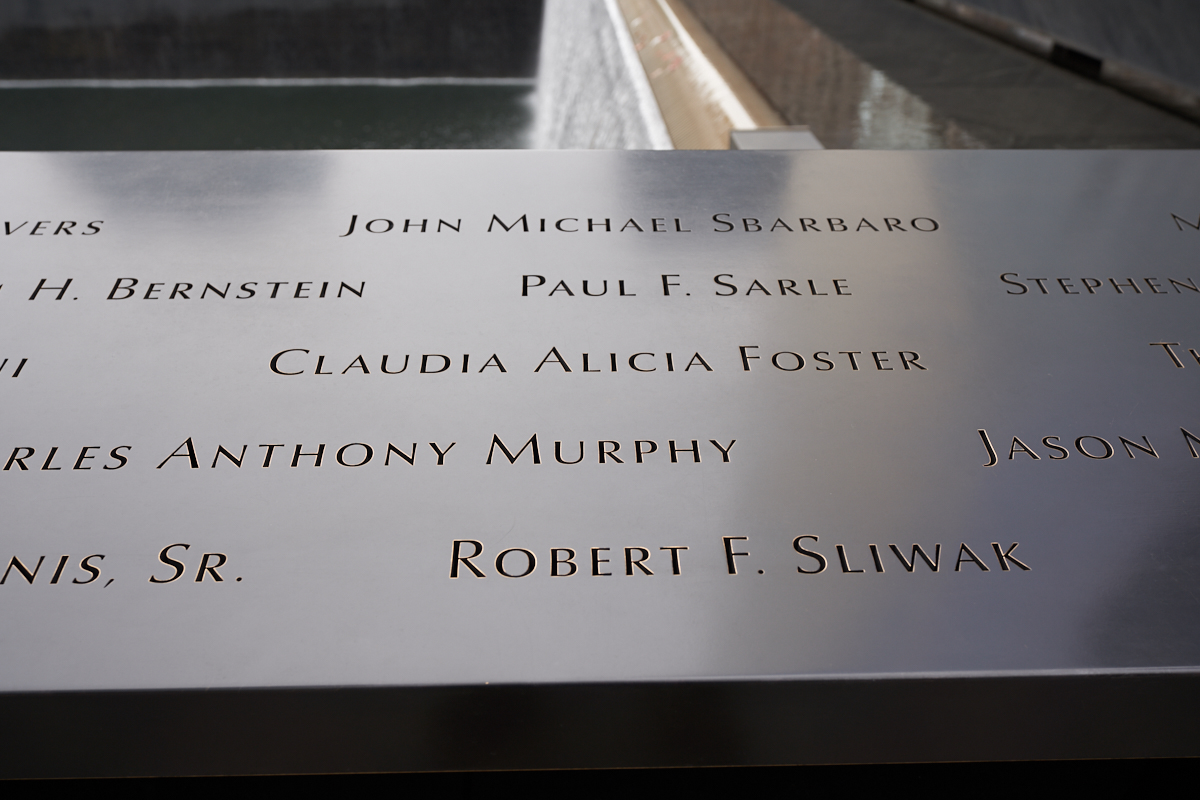 JOHN MICHAEL SBARBARO
H. BERNSTEIN PAUL F. SARLE STEPHEN
CLAUDIA ALICIA FOSTER
ANTHONY MURPHY JASON
SR. ROBERT F. SLIWAK